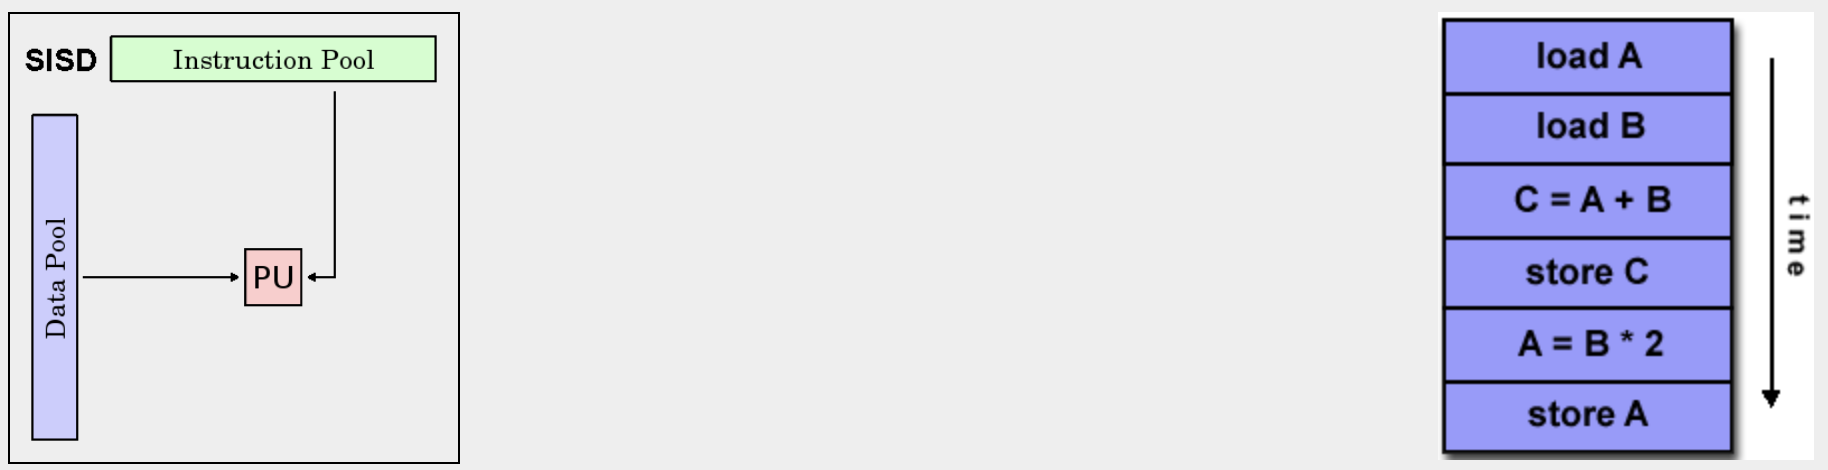 SISD
Instruction Pool
Data Pool
PU
load A
load B
C = A + B
store C
A = B * 2
store A
time